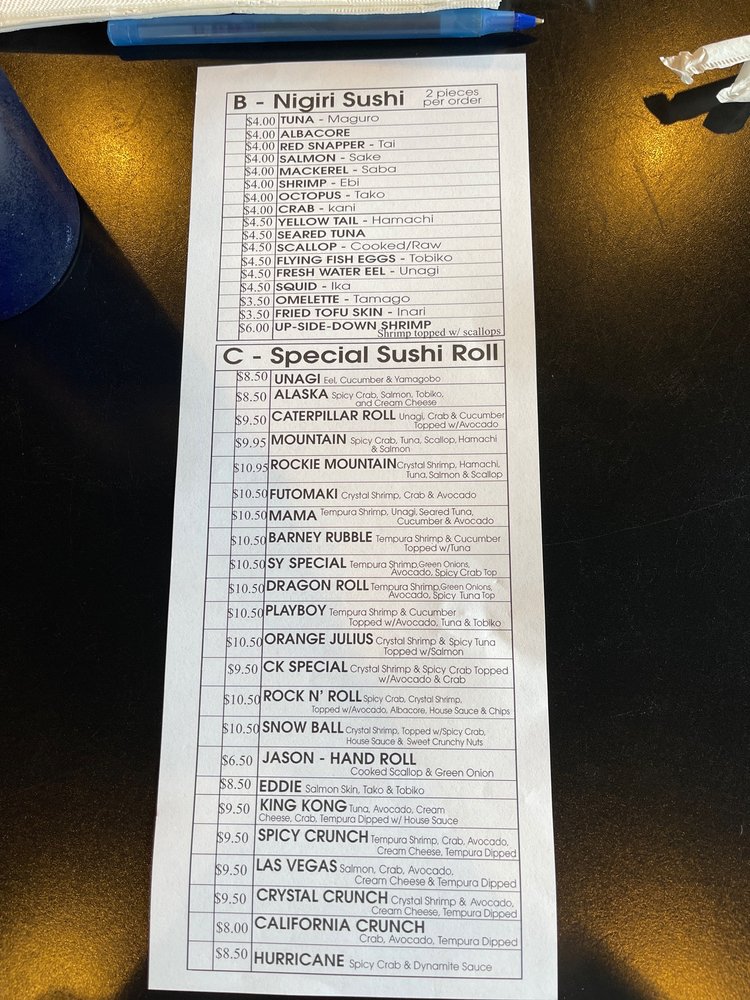 B - Nigiri Sushi 2 pieces
per order
$4.00 TUNA - Maguro
$4.00 ALBACORE
$4.00 RED SNAPPER - Tai
$4.00 SALMON - Sake
$4.00 MACKEREL - Saba
$4.00 SHRIMP - Ebi
$4.00 OCTOPUS - Tako
$4.00 CRAB - kani
$4.50 YELLOW TAIL - Hamachi
$4.50 SEARED TUNA
$4.50 SCALLOP - Cooked/Raw
$4.50 FLYING FISH EGGS - Tobiko
$4.50 FRESH WATER EEL - Unagi
$4.50 SQUID - Ika
$3.50 OMELETTE - Tamago
$3.50 FRIED TOFU SKIN - Inari
$6.00 UP-SIDE-DOWN SHRIMP
Shrimp topped w/ scallops
C - Special Sushi Roll
$8.50 UNAGI Eel, Cucumber & Yamagobo
$8.50 ALASKA Spicy Crab, Salmon, Tobiko,
and Cream Cheese
$9.50 CATERPILLAR ROLL Unagi, Crab & Cucumber
Topped w/Avocado
$9.95 MOUNTAIN Spicy Crab, Tuna, Scallop, Hamachi
& Salmon
$10.95 ROCKIE MOUNTAIN Crystal Shrimp, Hamachi,
Tuna, Salmon & Scallop
$10.50 FUTOMAKI Crystal Shrimp, Crab & Avocado
$10.50 MAMA Tempura Shrimp, Unagi, Seared Tuna,
Cucumber & Avocado
$10.50 BARNEY RUBBLE Tempura Shrimp & Cucumber
Topped w/Tuna
$10.50 SY SPECIAL Tempura Shrimp,Green Onions,
Avocado, Spicy Crab Top
$10.50 DRAGON ROLL Tempura Shrimp,Green Onions,
Avocado, Spicy Tuna Top
$10.50 PLAYBOY Tempura Shrimp & Cucumber
Topped w/Avocado, Tuna & Tobiko
$10.50 ORANGE JULIUS Crystal Shrimp & Spicy Tuna
Topped w/Salmon
$9.50 CK SPECIAL Crystal Shrimp & Spicy Crab Topped
w/Avocado & Crab
$10.50 ROCK N' ROLL Spicy Crab, Crystal Shrimp,
Topped w/Avocado, Albacore, House Sauce & Chips
$10.50 SNOW BALL Crystal Shrimp, Topped w/Spicy Crab,
House Sauce & Sweet Crunchy Nuts
$6.50 JASON - HAND ROLL
Cooked Scallop & Green Onion
$8.50 EDDIE Salmon Skin, Tako & Tobiko
$9.50 KING KONG Tuna, Avocado, Cream
Cheese, Crab, Tempura Dipped w/ House Sauce
$9.50 SPICY CRUNCH Tempura Shrimp, Crab, Avocado,
Cream Cheese, Tempura Dipped
$9.50 LAS VEGAS Salmon, Crab, Avocado,
Cream Cheese & Tempura Dipped
$9.50 CRYSTAL CRUNCH Crystal Shrimp & Avocado,
Cream Cheese, Tempura Dipped
$8.00 CALIFORNIA CRUNCH
Crab, Avocado, Tempura Dipped
$8.50 HURRICANE Spicy Crab & Dynamite Sauce